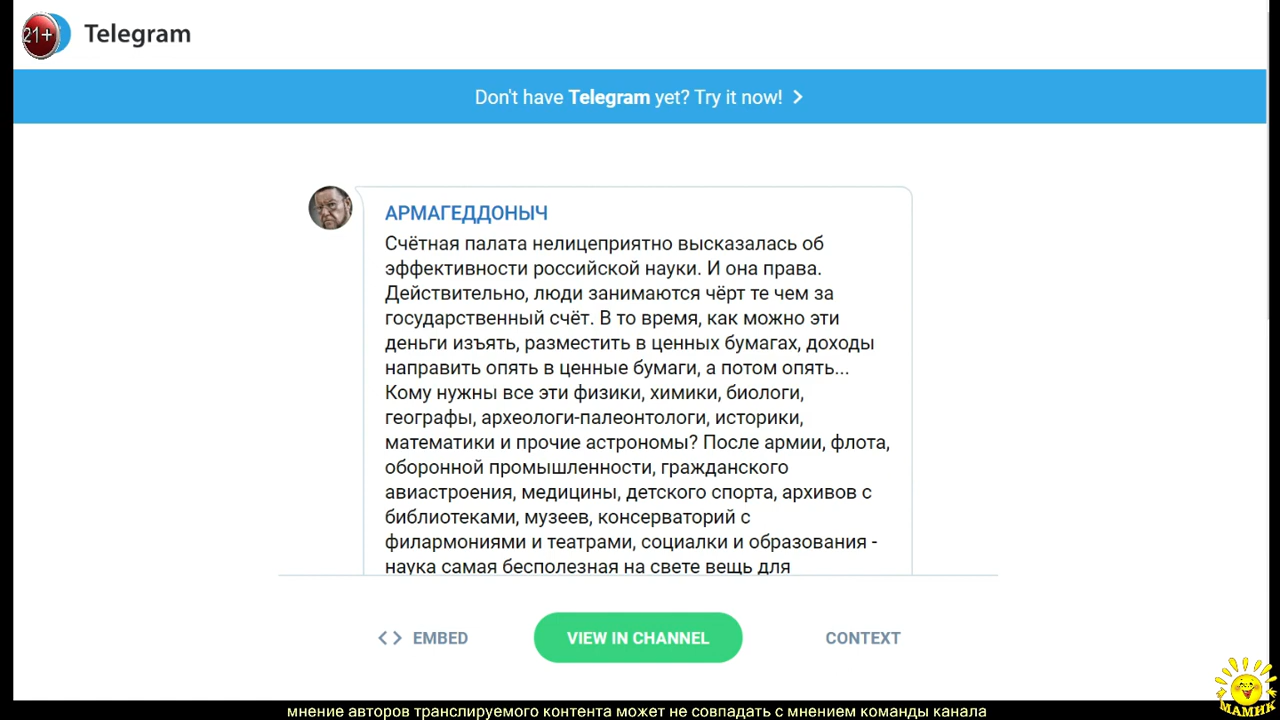 21+
Telegram
Don't have Telegram yet? Try it now!
АРМАГЕДДОНЫЧ
Счётная палата нелицеприятно высказалась об
эффективности российской науки. И она права.
Действительно, люди занимаются чёрт те чем за
государственный счёт. В то время, как можно эти
деньги изъять, разместить в ценных бумагах, доходы
направить опять в ценные бумаги, а потом опять...
Кому нужны все эти физики, химики, биологи,
географы, археологи-палеонтологи, историки,
математики и прочие астрономы? После армии, флота,
оборонной промышленности, гражданского
авиастроения, медицины, детского спорта, архивов с
библиотеками, музеев, консерваторий с
филармониями и театрами, социалки и образования -
наука самая бесполезная на свете вещь для
EMBED
VIEW IN CHANNEL
CONTEXT
МАМИК
мнение авторов транслируемого контента может не совпадать с мнением команды канала